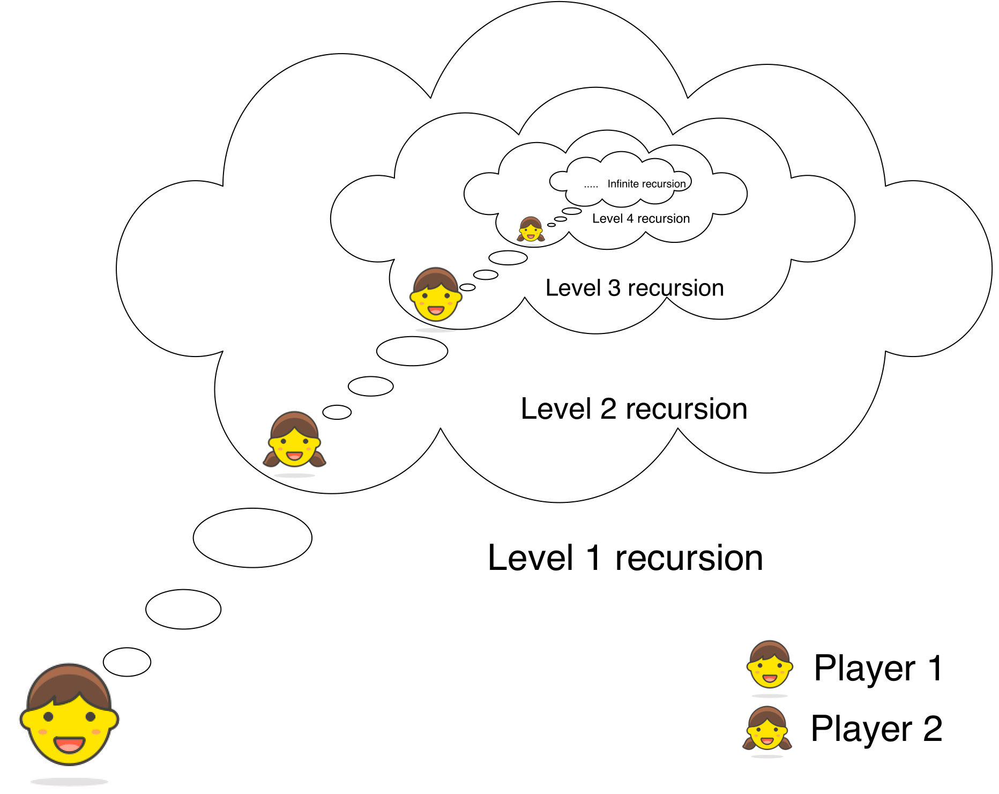 ..... Infinite recursion
Level 4 recursion
Level 3 recursion
Level 2 recursion
Level 1 recursion
Player 1
Player 2